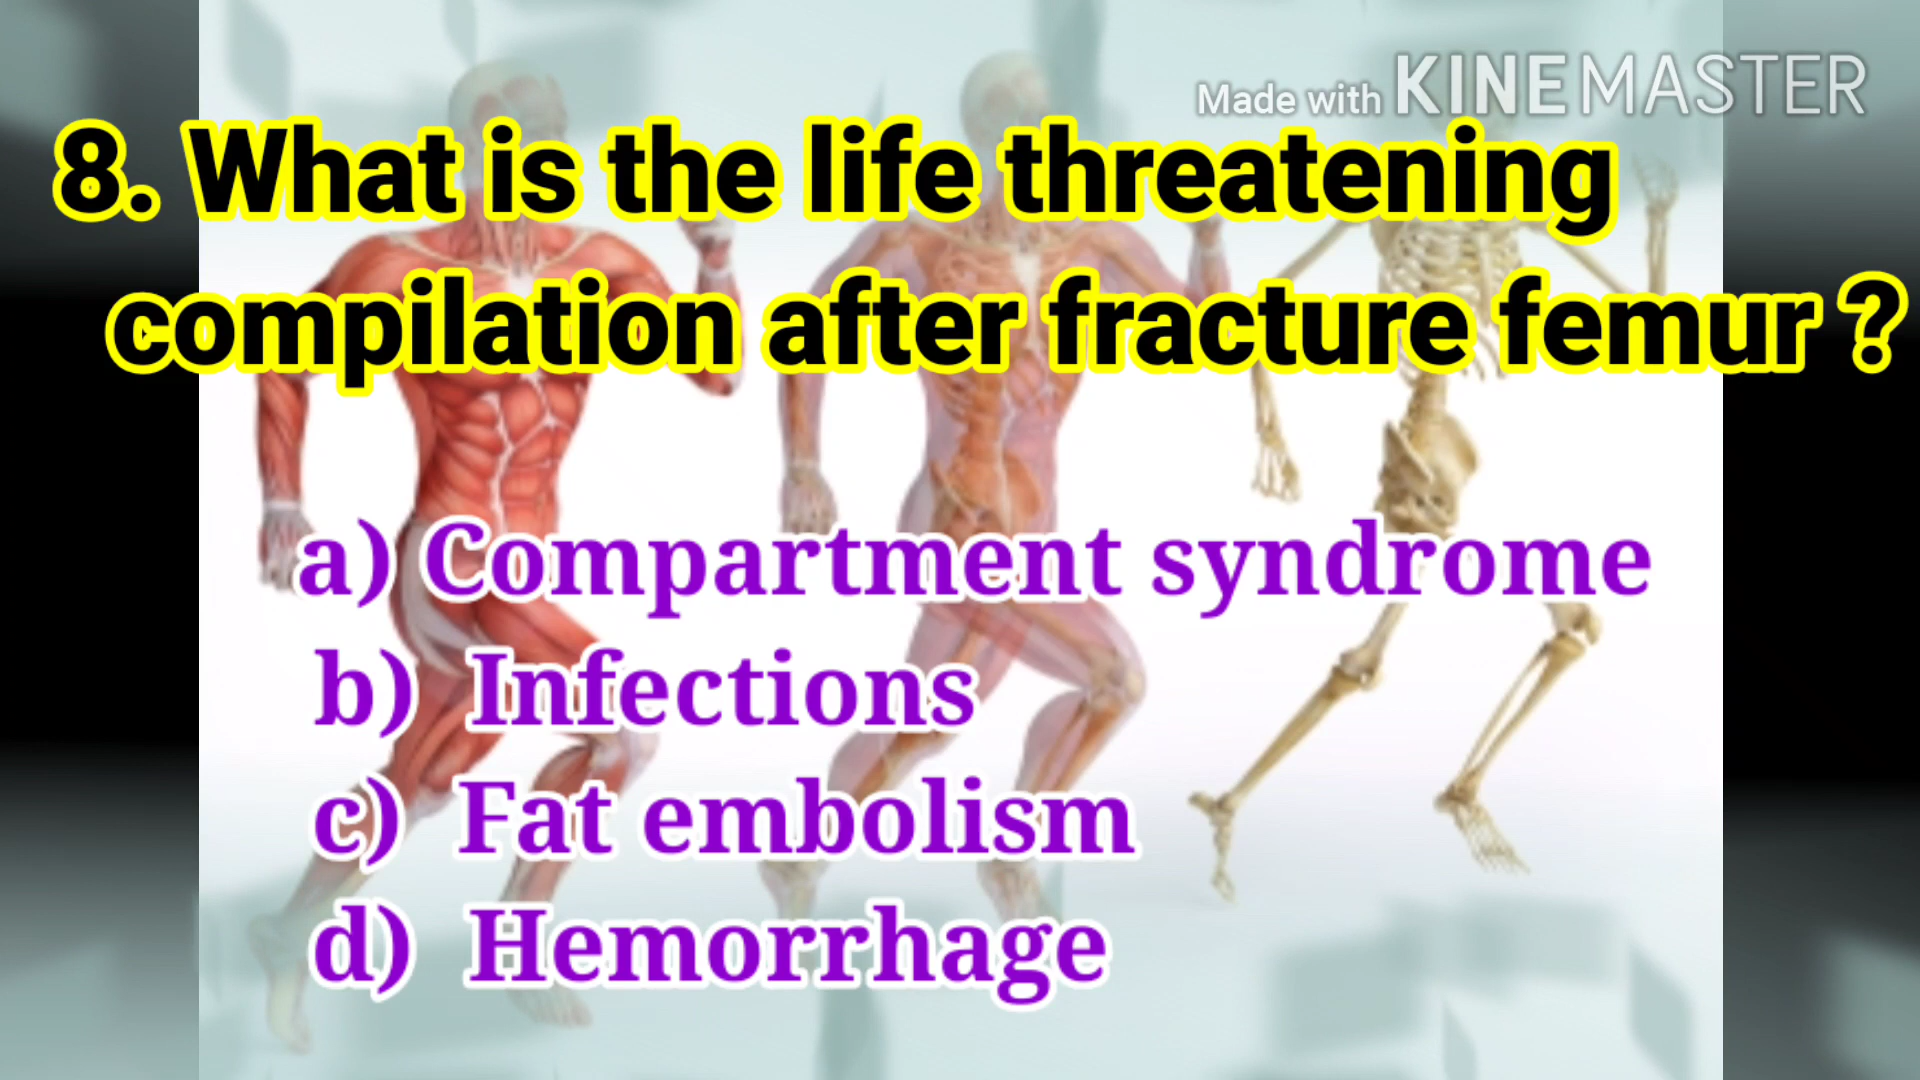 Made with KINEMASTER
8. What is the life threatening
compilation after fracture femur ?
a) Compartment syndrome
b) Infections
c) Fat embolism
d) Hemorrhage